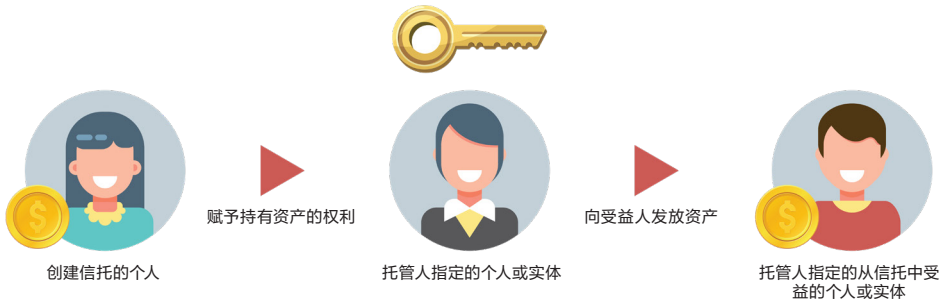 赋予持有资产的权利
向受益人发放资产
创建信托的个人
托管人指定的个人或实体
托管人指定的从信托中受
益的个人或实体